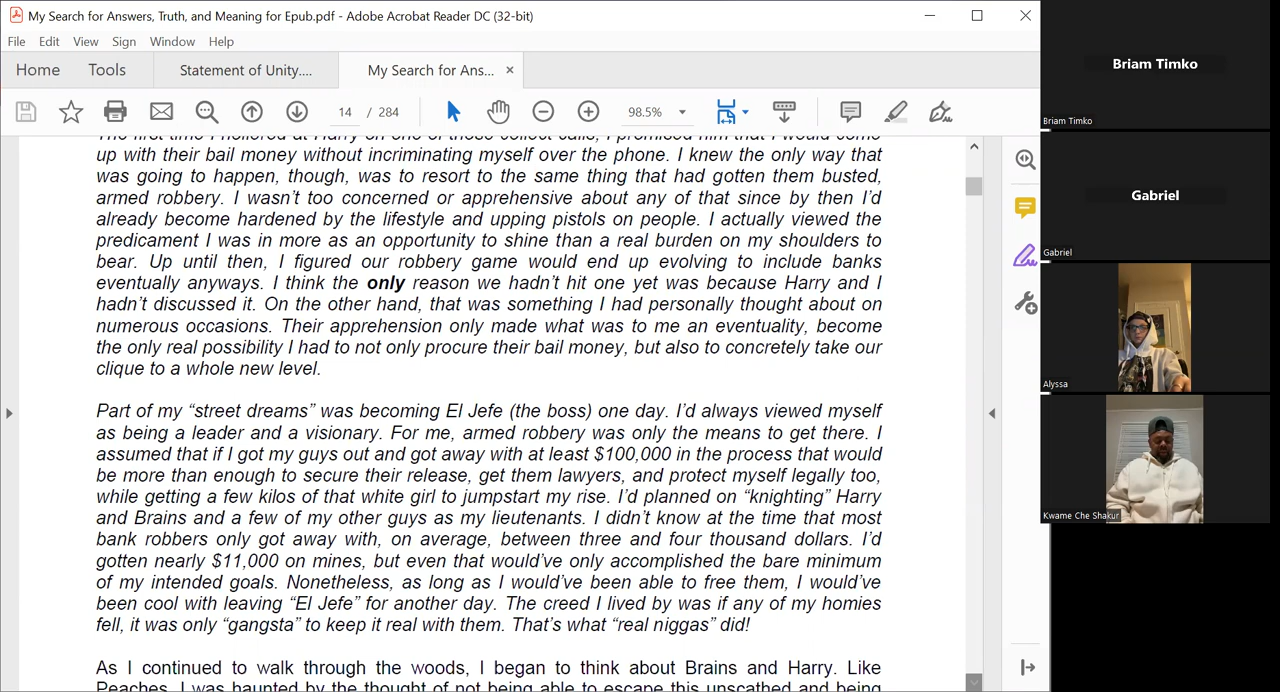 My Search for Answers, Truth, and Meaning for Epub.pdf - Adobe Acrobat Reader DC (32-bit)
File Edit View Sign Window Help
Home Tools Statement of Unity.... My Search for Ans... ×
14 / 284 98.5%
up with their bail money without incriminating myself over the phone. I knew the only way that
was going to happen, though, was to resort to the same thing that had gotten them busted,
armed robbery. I wasn't too concerned or apprehensive about any of that since by then I'd
already become hardened by the lifestyle and upping pistols on people. I actually viewed the
predicament I was in more as an opportunity to shine than a real burden on my shoulders to
bear. Up until then, I figured our robbery game would end up evolving to include banks
eventually anyways. I think the only reason we hadn't hit one yet was because Harry and I
hadn't discussed it. On the other hand, that was something I had personally thought about on
numerous occasions. Their apprehension only made what was to me an eventuality, become
the only real possibility I had to not only procure their bail money, but also to concretely take our
clique to a whole new level.
Part of my “street dreams” was becoming El Jefe (the boss) one day. I'd always viewed myself
as being a leader and a visionary. For me, armed robbery was only the means to get there. I
assumed that if I got my guys out and got away with at least $100,000 in the process that would
be more than enough to secure their release, get them lawyers, and protect myself legally too,
while getting a few kilos of that white girl to jumpstart my rise. I'd planned on “knighting” Harry
and Brains and a few of my other guys as my lieutenants. I didn't know at the time that most
bank robbers only got away with, on average, between three and four thousand dollars. I'd
gotten nearly $11,000 on mines, but even that would've only accomplished the bare minimum
of my intended goals. Nonetheless, as long as I would've been able to free them, I would've
been cool with leaving “El Jefe” for another day. The creed I lived by was if any of my homies
fell, it was only “gangsta” to keep it real with them. That's what “real niggas” did!
As I continued to walk through the woods, I began to think about Brains and Harry. Like
Peaches, I was haunted by the thought of not being able to escape this unscathed and being
Briam Timko
Briam Timko
Gabriel
Gabriel
Alyssa
Kwame Che Shakur